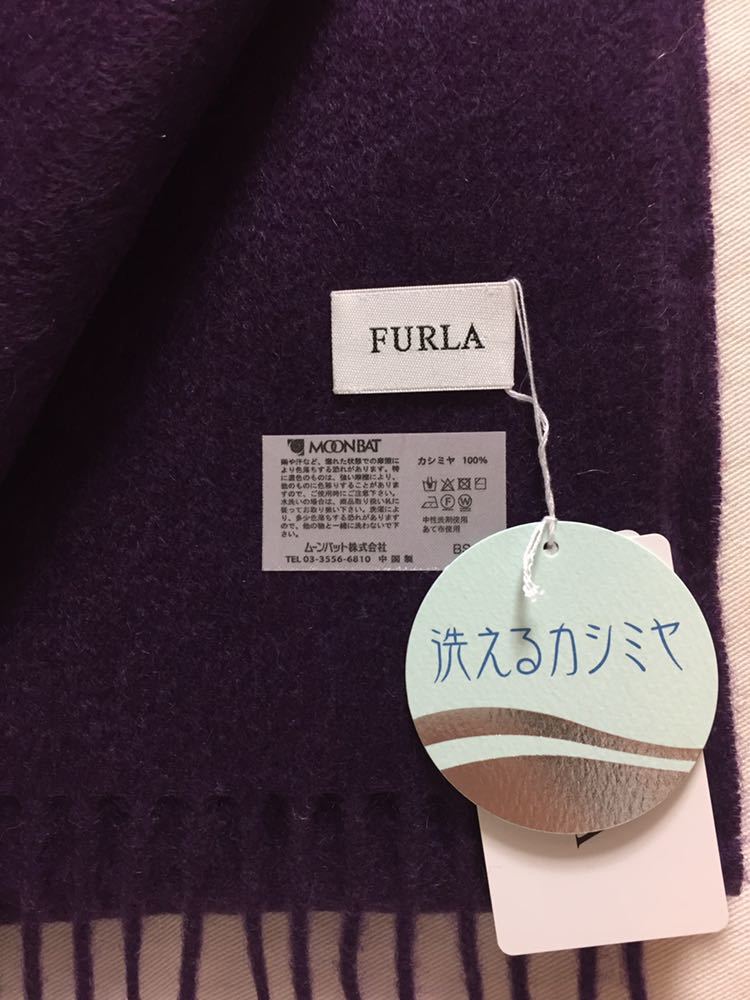 FURLA
MOONBAT
雨や汗など、濡れた状態での摩擦に
より色落ちする恐れがあります。特
に濃色のものは、強い摩擦により、
他のものに色移りすることがありま
すので、ご使用時にご注意下さい。
水洗いの場合は、商品取り扱い札に
従ってお取り扱い下さい。洗濯によ
り、多少色落ちする恐れがあります
ので、他の物と一緒に洗わないで下
さい。
カシミヤ 100%
中性洗剤使用
あて布使用
ムーンバット株式会社
TEL 03-3556-6810 中国製
BS
洗えるカシミヤ